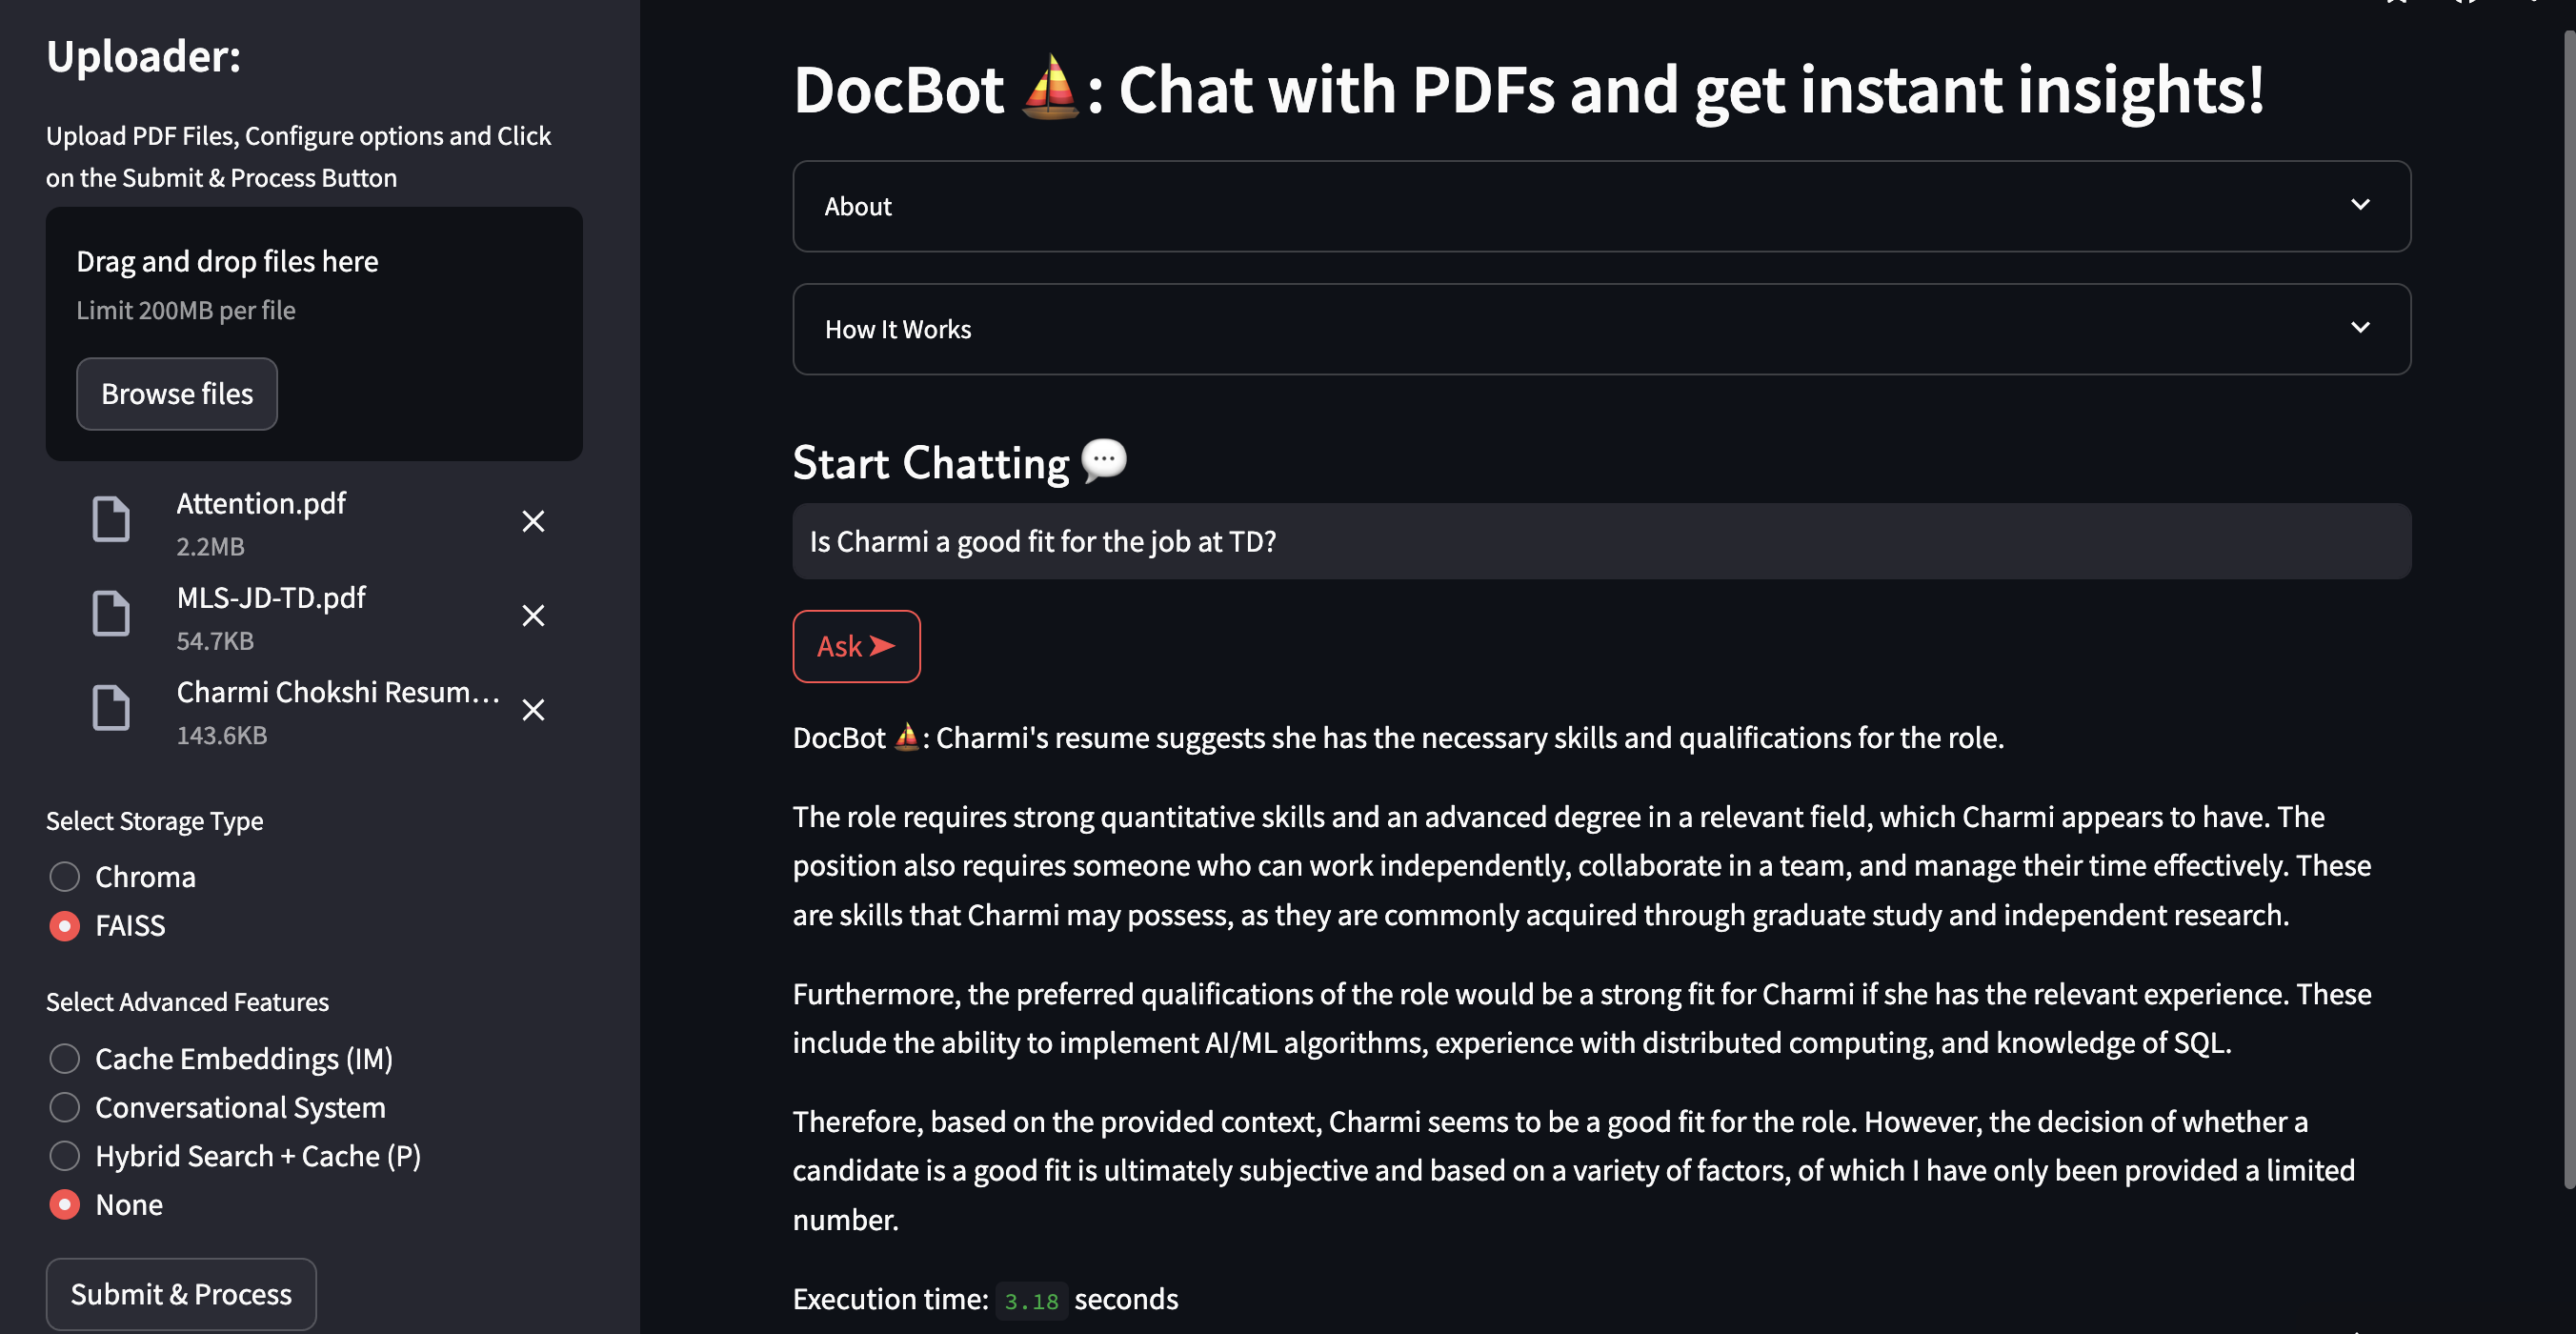 Uploader:
Upload PDF Files, Configure options and Click
on the Submit & Process Button
Drag and drop files here
Limit 200MB per file
Browse files
Attention.pdf
2.2MB
MLS-JD-TD.pdf
54.7KB
Charmi Chokshi Resum...
143.6KB
Select Storage Type
Chroma
FAISS
Select Advanced Features
Cache Embeddings (IM)
Conversational System
Hybrid Search + Cache (P)
None
Submit & Process
DocBot ⛵: Chat with PDFs and get instant insights!
About
How It Works
Start Chatting 💬
Is Charmi a good fit for the job at TD?
Ask ➤
DocBot ⛵: Charmi's resume suggests she has the necessary skills and qualifications for the role.
The role requires strong quantitative skills and an advanced degree in a relevant field, which Charmi appears to have. The
position also requires someone who can work independently, collaborate in a team, and manage their time effectively. These
are skills that Charmi may possess, as they are commonly acquired through graduate study and independent research.
Furthermore, the preferred qualifications of the role would be a strong fit for Charmi if she has the relevant experience. These
include the ability to implement AI/ML algorithms, experience with distributed computing, and knowledge of SQL.
Therefore, based on the provided context, Charmi seems to be a good fit for the role. However, the decision of whether a
candidate is a good fit is ultimately subjective and based on a variety of factors, of which I have only been provided a limited
number.
Execution time: 3.18 seconds